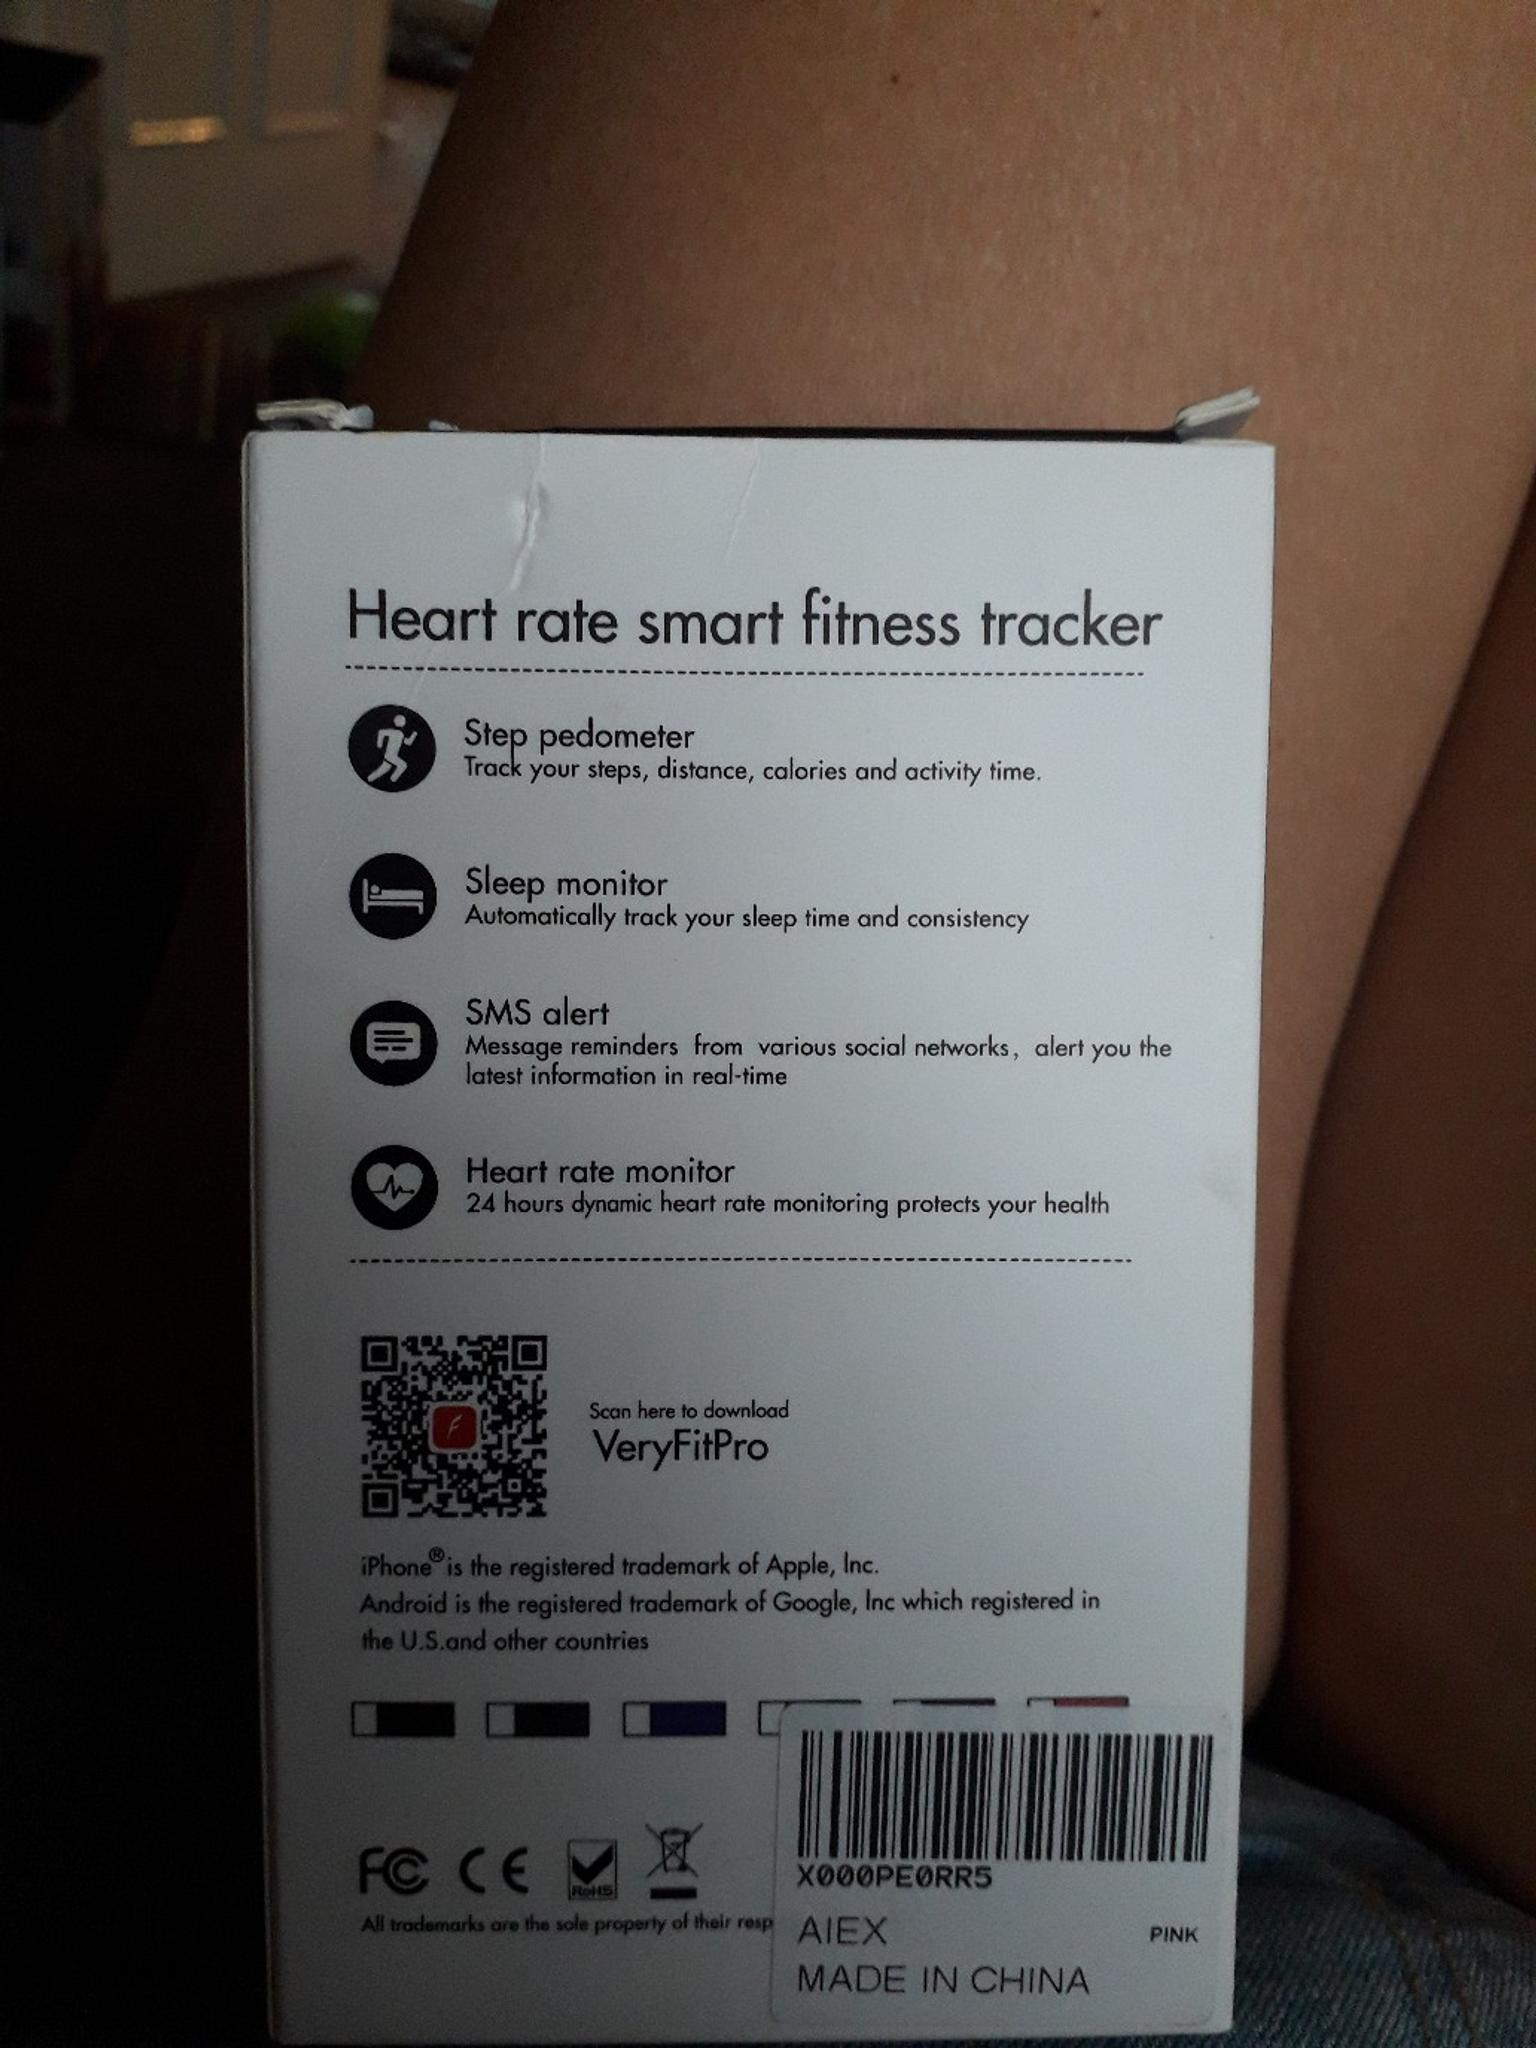 Heart rate smart fitness tracker
Step pedometer
Track your steps, distance, calories and activity time.
Sleep monitor
Automatically track your sleep time and consistency
SMS alert
Message reminders from various social networks, alert you the
latest information in real-time
Heart rate monitor
24 hours dynamic heart rate monitoring protects your health
Scan here to download
VeryFitPro
iPhone® is the registered trademark of Apple, Inc.
Android is the registered trademark of Google, Inc which registered in
the U.S.and other countries
FC CE RoHS
All trademarks are the sole property of their resp
X000PE0RR5
AIEX PINK
MADE IN CHINA